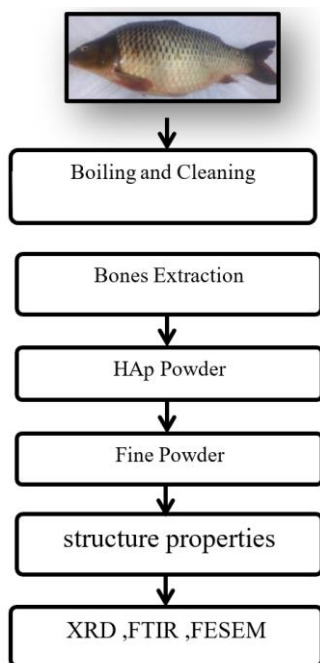 Boiling and Cleaning
Bones Extraction
HAp Powder
Fine Powder
structure properties
XRD ,FTIR ,FESEM